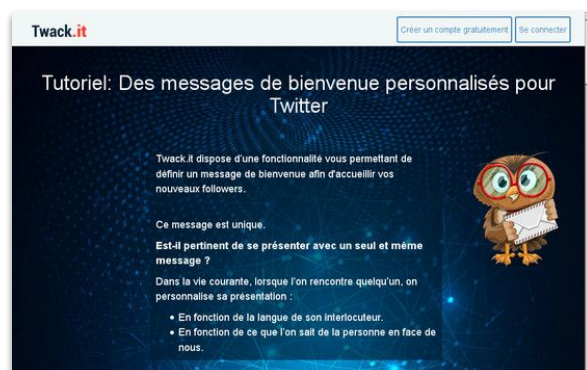 Twack.it
Créer un compte gratuitement
Se connecter
Tutoriel: Des messages de bienvenue personnalisés pour
Twitter
Twack.it dispose d'une fonctionnalité vous permettant de
définir un message de bienvenue afin d'accueillir vos
nouveaux followers.
Ce message est unique.
Est-il pertinent de se présenter avec un seul et même
message ?
Dans la vie courante, lorsque l'on rencontre quelqu'un, on
personnalise sa présentation :
• En fonction de la langue de son interlocuteur.
• En fonction de ce que l'on sait de la personne en face de
nous.